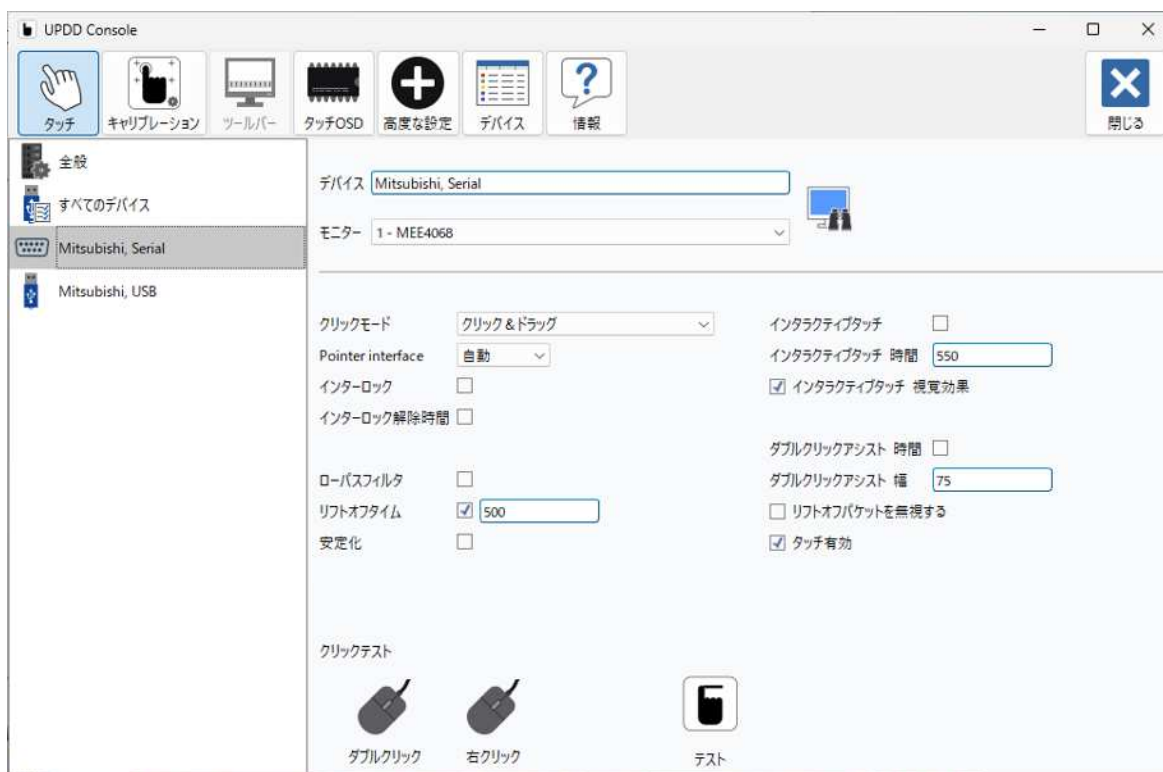 UPDD Console
タッチ
キャリブレーション
ツールバー
タッチOSD
高度な設定
デバイス
情報
閉じる
全般
すべてのデバイス
Mitsubishi, Serial
Mitsubishi, USB
デバイス Mitsubishi, Serial
モニター 1 - MEE4068
クリックモード クリック & ドラッグ
Pointer interface 自動
インターロック
インターロック解除時間
ローパスフィルタ
リフトオフタイム 500
安定化
インタラクティブタッチ
インタラクティブタッチ 時間 550
インタラクティブタッチ 視覚効果
ダブルクリックアシスト 時間
ダブルクリックアシスト 幅 75
リフトオフパケットを無視する
タッチ有効
クリックテスト
ダブルクリック
右クリック
テスト